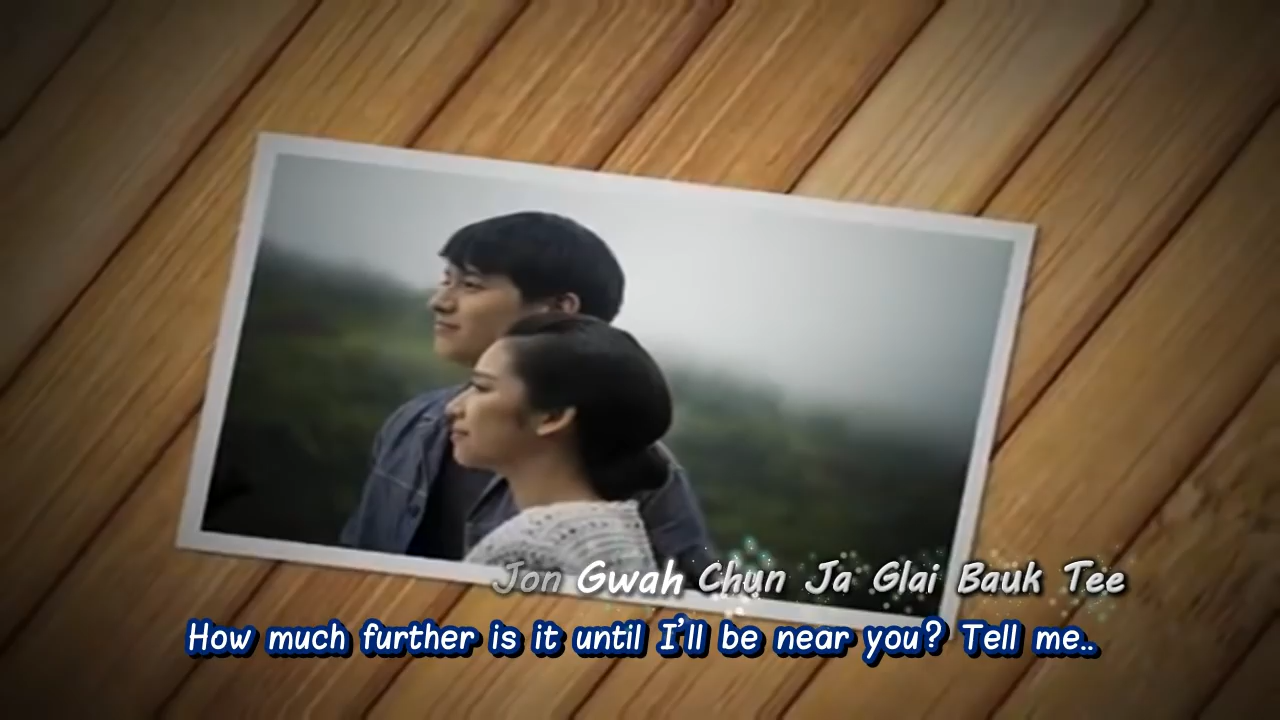 Jon Gwah Chun Ja Glai Bauk Tee
How much further is it until I'll be near you? Tell me..